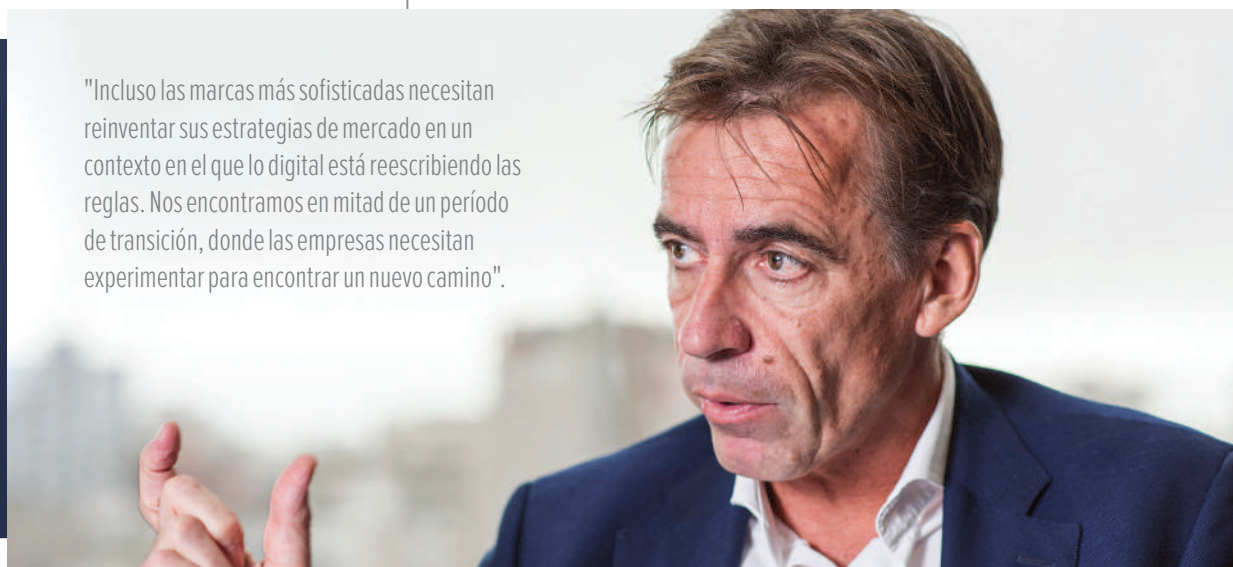 "Incluso las marcas más sofisticadas necesitan
reinventar sus estrategias de mercado en un
contexto en el que lo digital está reescribiendo las
reglas. Nos encontramos en mitad de un período
de transición, donde las empresas necesitan
experimentar para encontrar un nuevo camino".